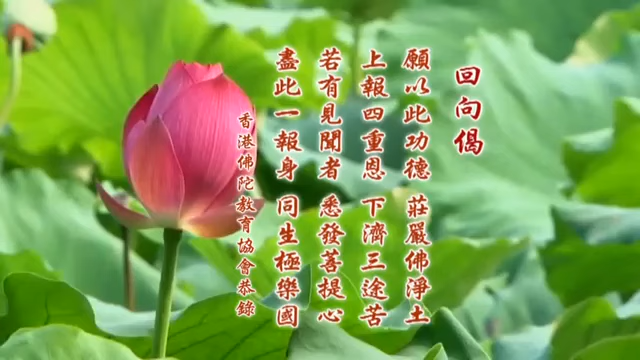 回向偈
願以此功德 莊嚴佛淨土
上報四重恩 下濟三途苦
若有見聞者 悉發菩提心
盡此一報身 同生極樂國
香港佛陀教育協會恭錄